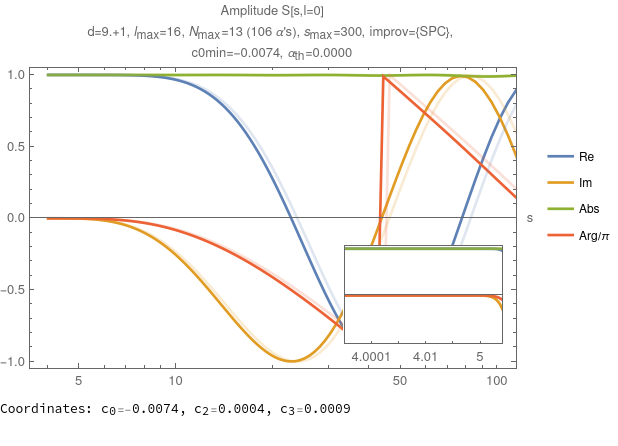 Amplitude S[s,l=0]
d=9.+1, lmax=16, Nmax=13 (106 α's), smax=300, improv={SPC},
c0min=-0.0074, αth=0.0000
1.0
0.5
0.0
-0.5
-1.0
s
Re
Im
Abs
Arg/π
4.0001 4.01 5
5 10 50 100
Coordinates: c0=-0.0074, c2=0.0004, c3=0.0009